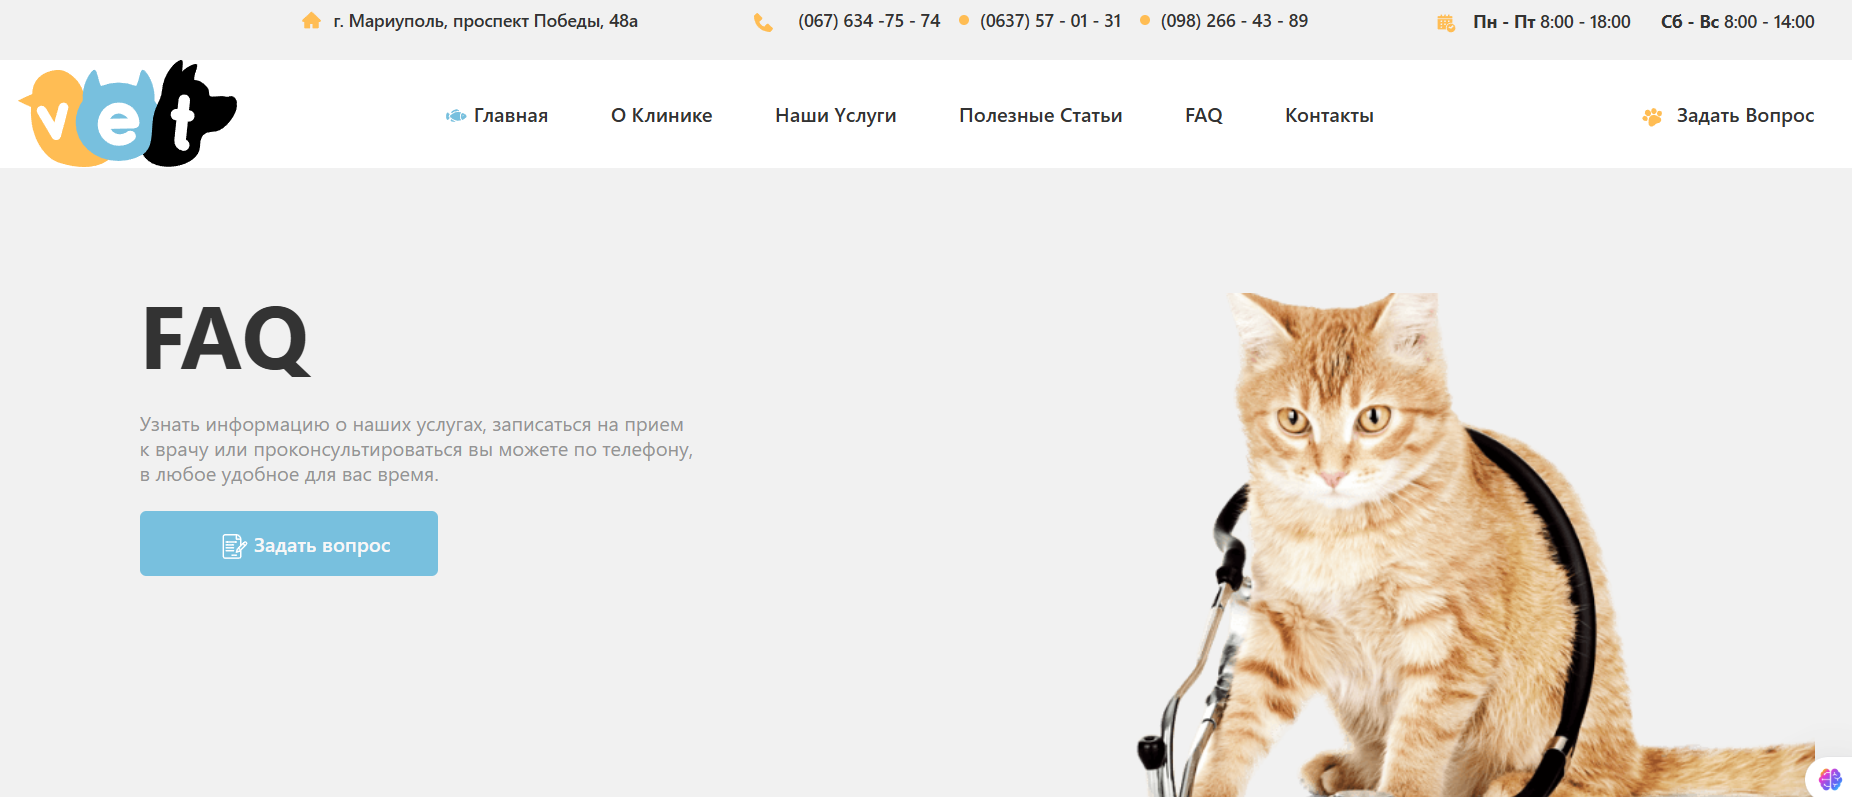 г. Мариуполь, проспект Победы, 48а (067) 634 -75 - 74 (0637) 57 - 01 - 31 (098) 266 - 43 - 89 Пн - Пт 8:00 - 18:00 Сб - Вс 8:00 - 14:00
vet
Главная О Клинике Наши Услуги Полезные Статьи FAQ Контакты Задать Вопрос
FAQ
Узнать информацию о наших услугах, записаться на прием
к врачу или проконсультироваться вы можете по телефону,
в любое удобное для вас время.
Задать вопрос